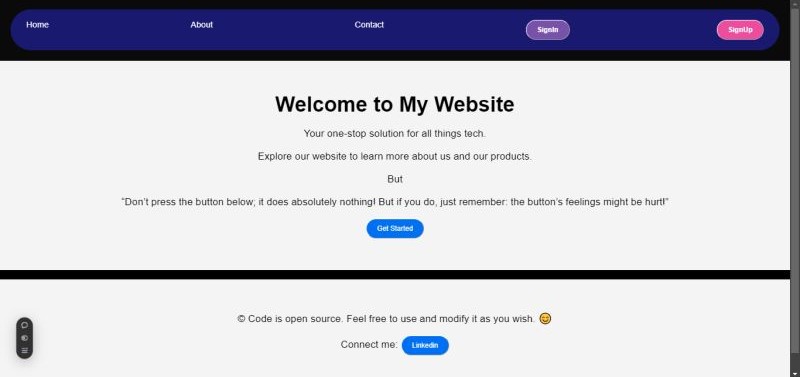 Home About Contact SignIn SignUp
Welcome to My Website
Your one-stop solution for all things tech.
Explore our website to learn more about us and our products.
But
“Don’t press the button below; it does absolutely nothing! But if you do, just remember: the button’s feelings might be hurt!”
Get Started
© Code is open source. Feel free to use and modify it as you wish. 😊
Connect me: Linkedin